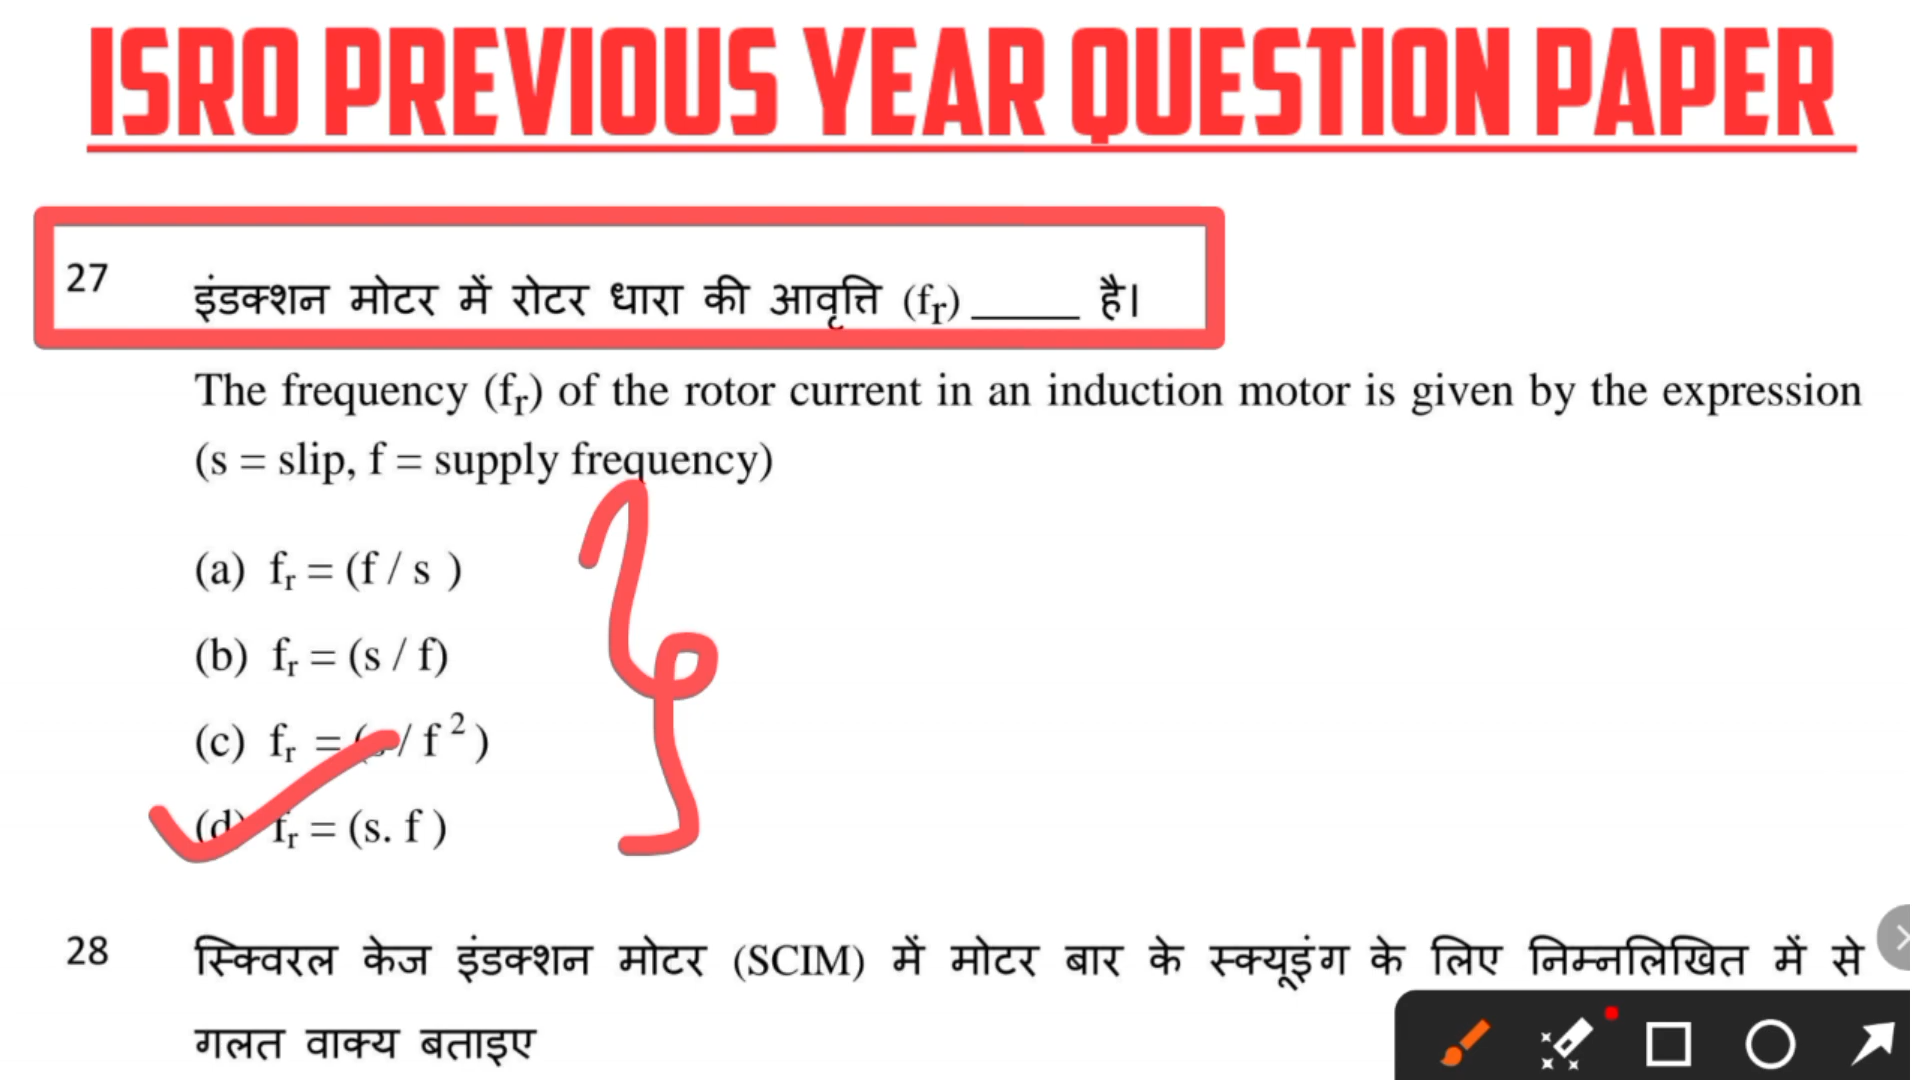 ISRO PREVIOUS YEAR QUESTION PAPER
27 इंडक्शन मोटर में रोटर धारा की आवृत्ति (fr) _____ है।
The frequency (fr) of the rotor current in an induction motor is given by the expression
(s = slip, f = supply frequency)
(a) fr = (f / s )
(b) fr = (s / f)
(c) fr = ( / f ² )
(d) fr = (s. f )
28 स्क्विरल केज इंडक्शन मोटर (SCIM) में मोटर बार के स्क्यूइंग के लिए निम्नलिखित में से
गलत वाक्य बताइए